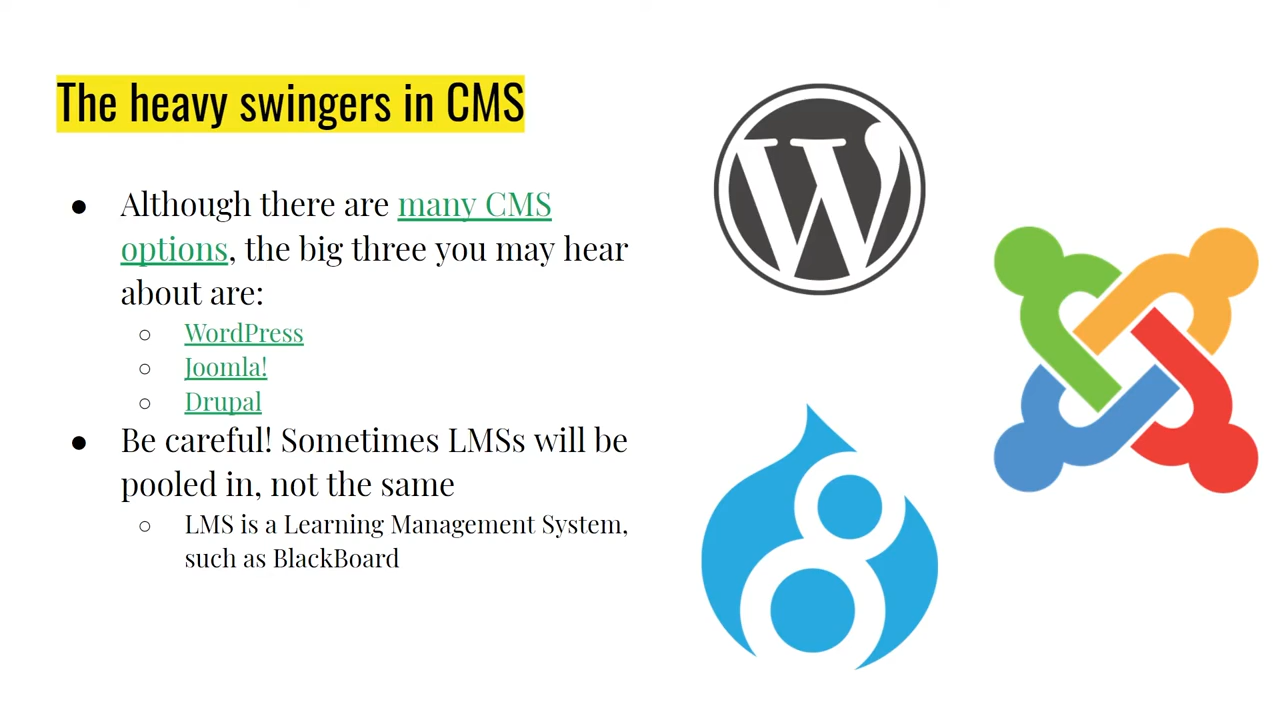 The heavy swingers in CMS
● Although there are many CMS
options, the big three you may hear
about are:
○ WordPress
○ Joomla!
○ Drupal
● Be careful! Sometimes LMSs will be
pooled in, not the same
○ LMS is a Learning Management System,
such as BlackBoard
W
8